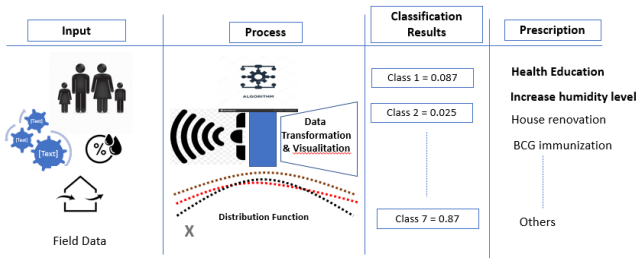 Input
Process
Classification
Results
Prescription
[Text]
[Text]
[Text]
%
Field Data
ALGORITHM
Data
Transformation
& Visualitation
Distribution Function
X
Class 1 = 0.087
Class 2 = 0.025
Class 7 = 0.87
Health Education
Increase humidity level
House renovation
BCG immunization
Others